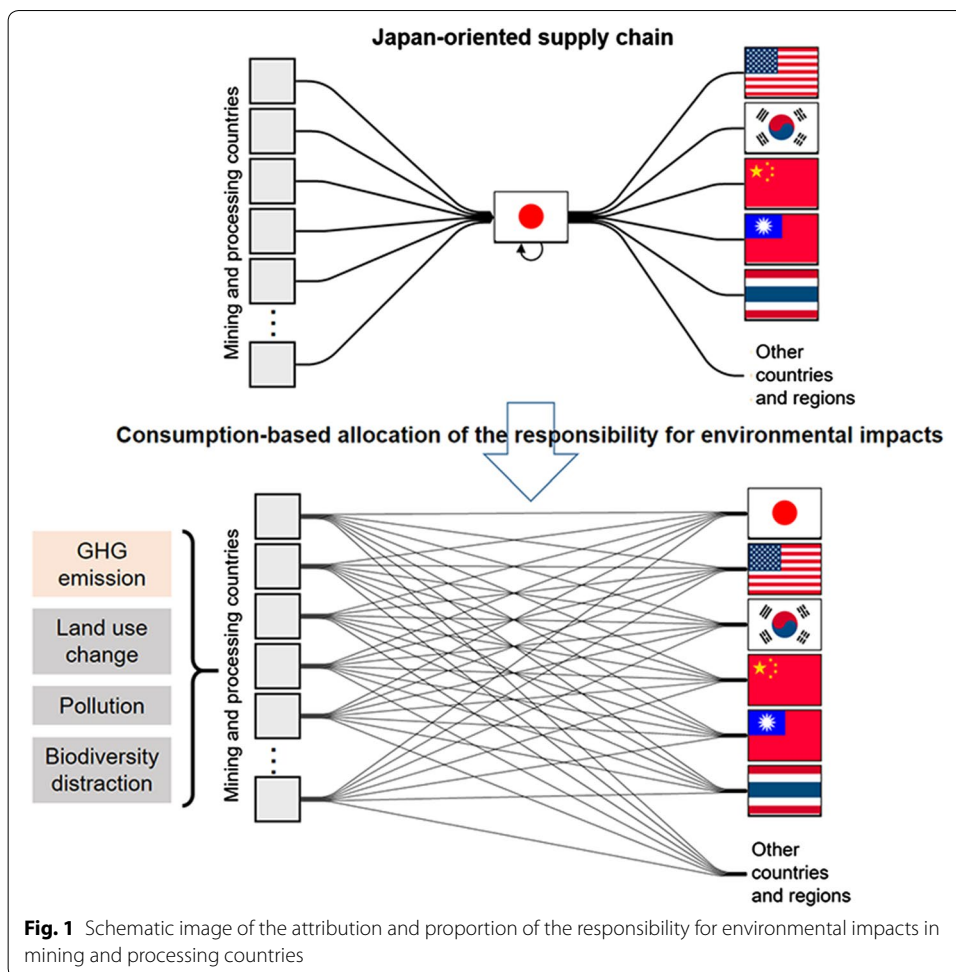 Japan-oriented supply chain
Mining and processing countries
Other
countries
and regions
Consumption-based allocation of the responsibility for environmental impacts
GHG
emission
Land use
change
Pollution
Biodiversity
distraction
Mining and processing countries
Other
countries
and regions
Fig. 1 Schematic image of the attribution and proportion of the responsibility for environmental impacts in
mining and processing countries